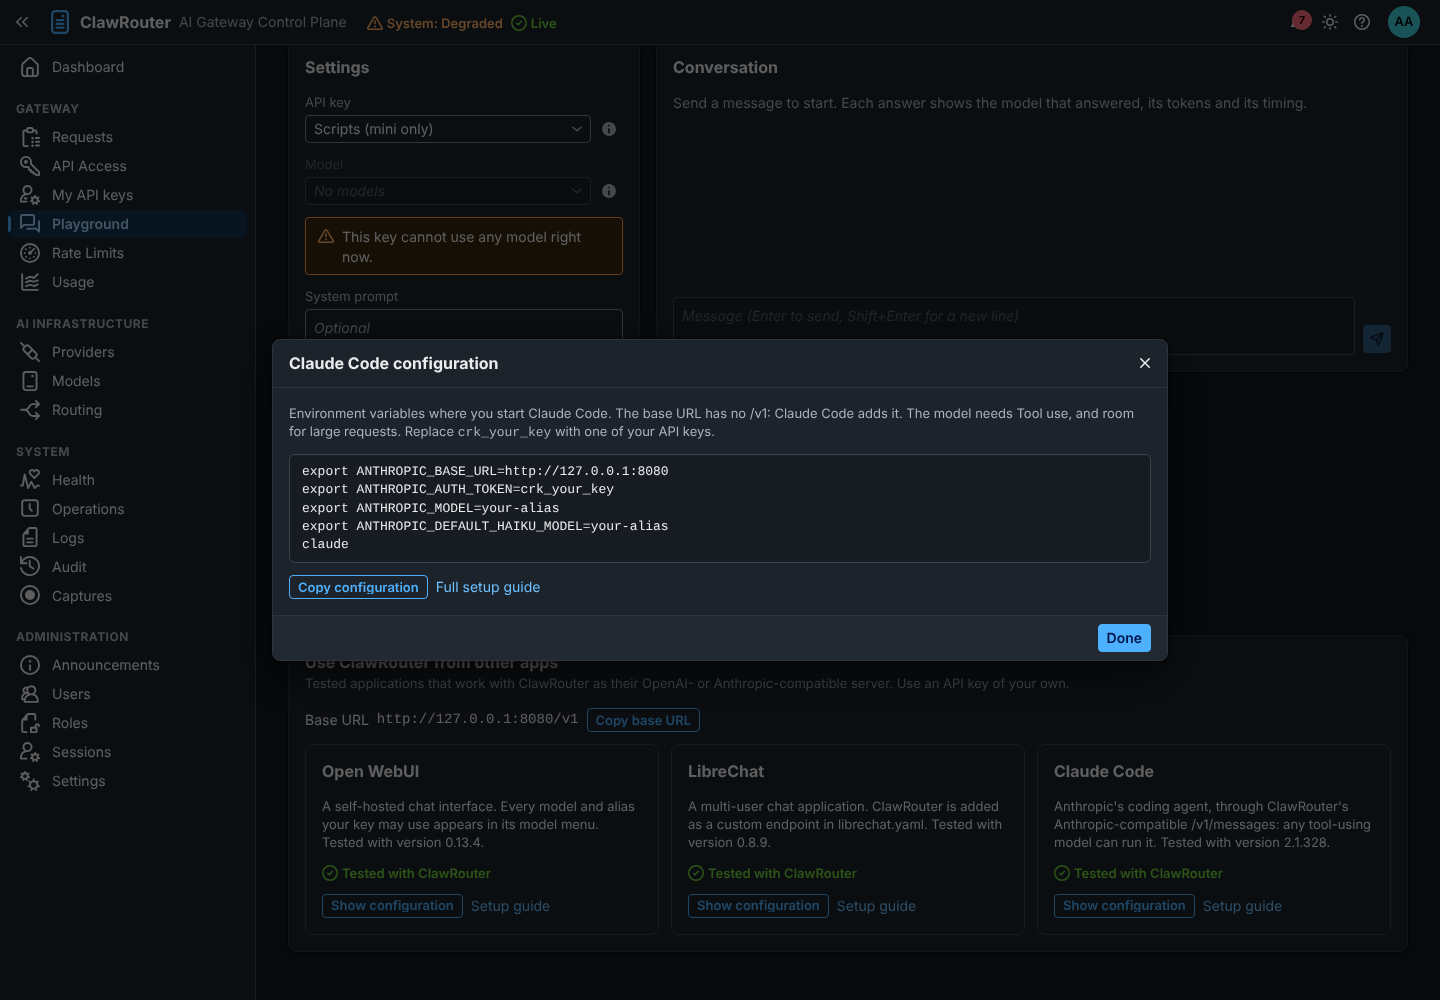 ClawRouter AI Gateway Control Plane System: Degraded Live 7 AA
Dashboard
GATEWAY
Requests
API Access
My API keys
Playground
Rate Limits
Usage
AI INFRASTRUCTURE
Providers
Models
Routing
SYSTEM
Health
Operations
Logs
Audit
Captures
ADMINISTRATION
Announcements
Users
Roles
Sessions
Settings
Settings
API key
Scripts (mini only)
Model
No models
This key cannot use any model right
now.
System prompt
Optional
Conversation
Send a message to start. Each answer shows the model that answered, its tokens and its timing.
Message (Enter to send, Shift+Enter for a new line)
Claude Code configuration
Environment variables where you start Claude Code. The base URL has no /v1: Claude Code adds it. The model needs Tool use, and room
for large requests. Replace crk_your_key with one of your API keys.
export ANTHROPIC_BASE_URL=http://127.0.0.1:8080
export ANTHROPIC_AUTH_TOKEN=crk_your_key
export ANTHROPIC_MODEL=your-alias
export ANTHROPIC_DEFAULT_HAIKU_MODEL=your-alias
claude
Copy configuration Full setup guide
Done
Use ClawRouter from other apps
Tested applications that work with ClawRouter as their OpenAI- or Anthropic-compatible server. Use an API key of your own.
Base URL http://127.0.0.1:8080/v1 Copy base URL
Open WebUI
A self-hosted chat interface. Every model and alias
your key may use appears in its model menu.
Tested with version 0.13.4.
Tested with ClawRouter
Show configuration Setup guide
LibreChat
A multi-user chat application. ClawRouter is added
as a custom endpoint in librechat.yaml. Tested with
version 0.8.9.
Tested with ClawRouter
Show configuration Setup guide
Claude Code
Anthropic's coding agent, through ClawRouter's
Anthropic-compatible /v1/messages: any tool-using
model can run it. Tested with version 2.1.328.
Tested with ClawRouter
Show configuration Setup guide